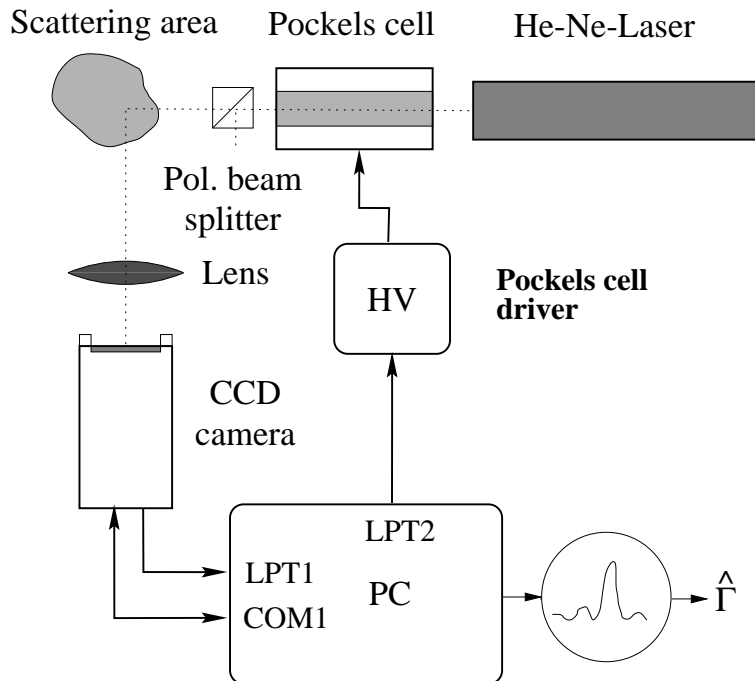 Scattering area
Pockels cell
He-Ne-Laser
Pol. beam
splitter
Lens
HV
Pockels cell
driver
CCD
camera
LPT2
LPT1
PC
COM1
Γ̂